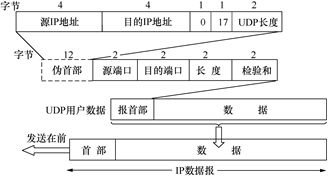 字节 4 4 1 1 2
源IP地址 目的IP地址 0 17 UDP长度
字节 12 2 2 2 2
伪首部 源端口 目的端口 长 度 检验和
UDP用户数据 报首部 数 据
发送在前
首 部 数 据
IP数据报